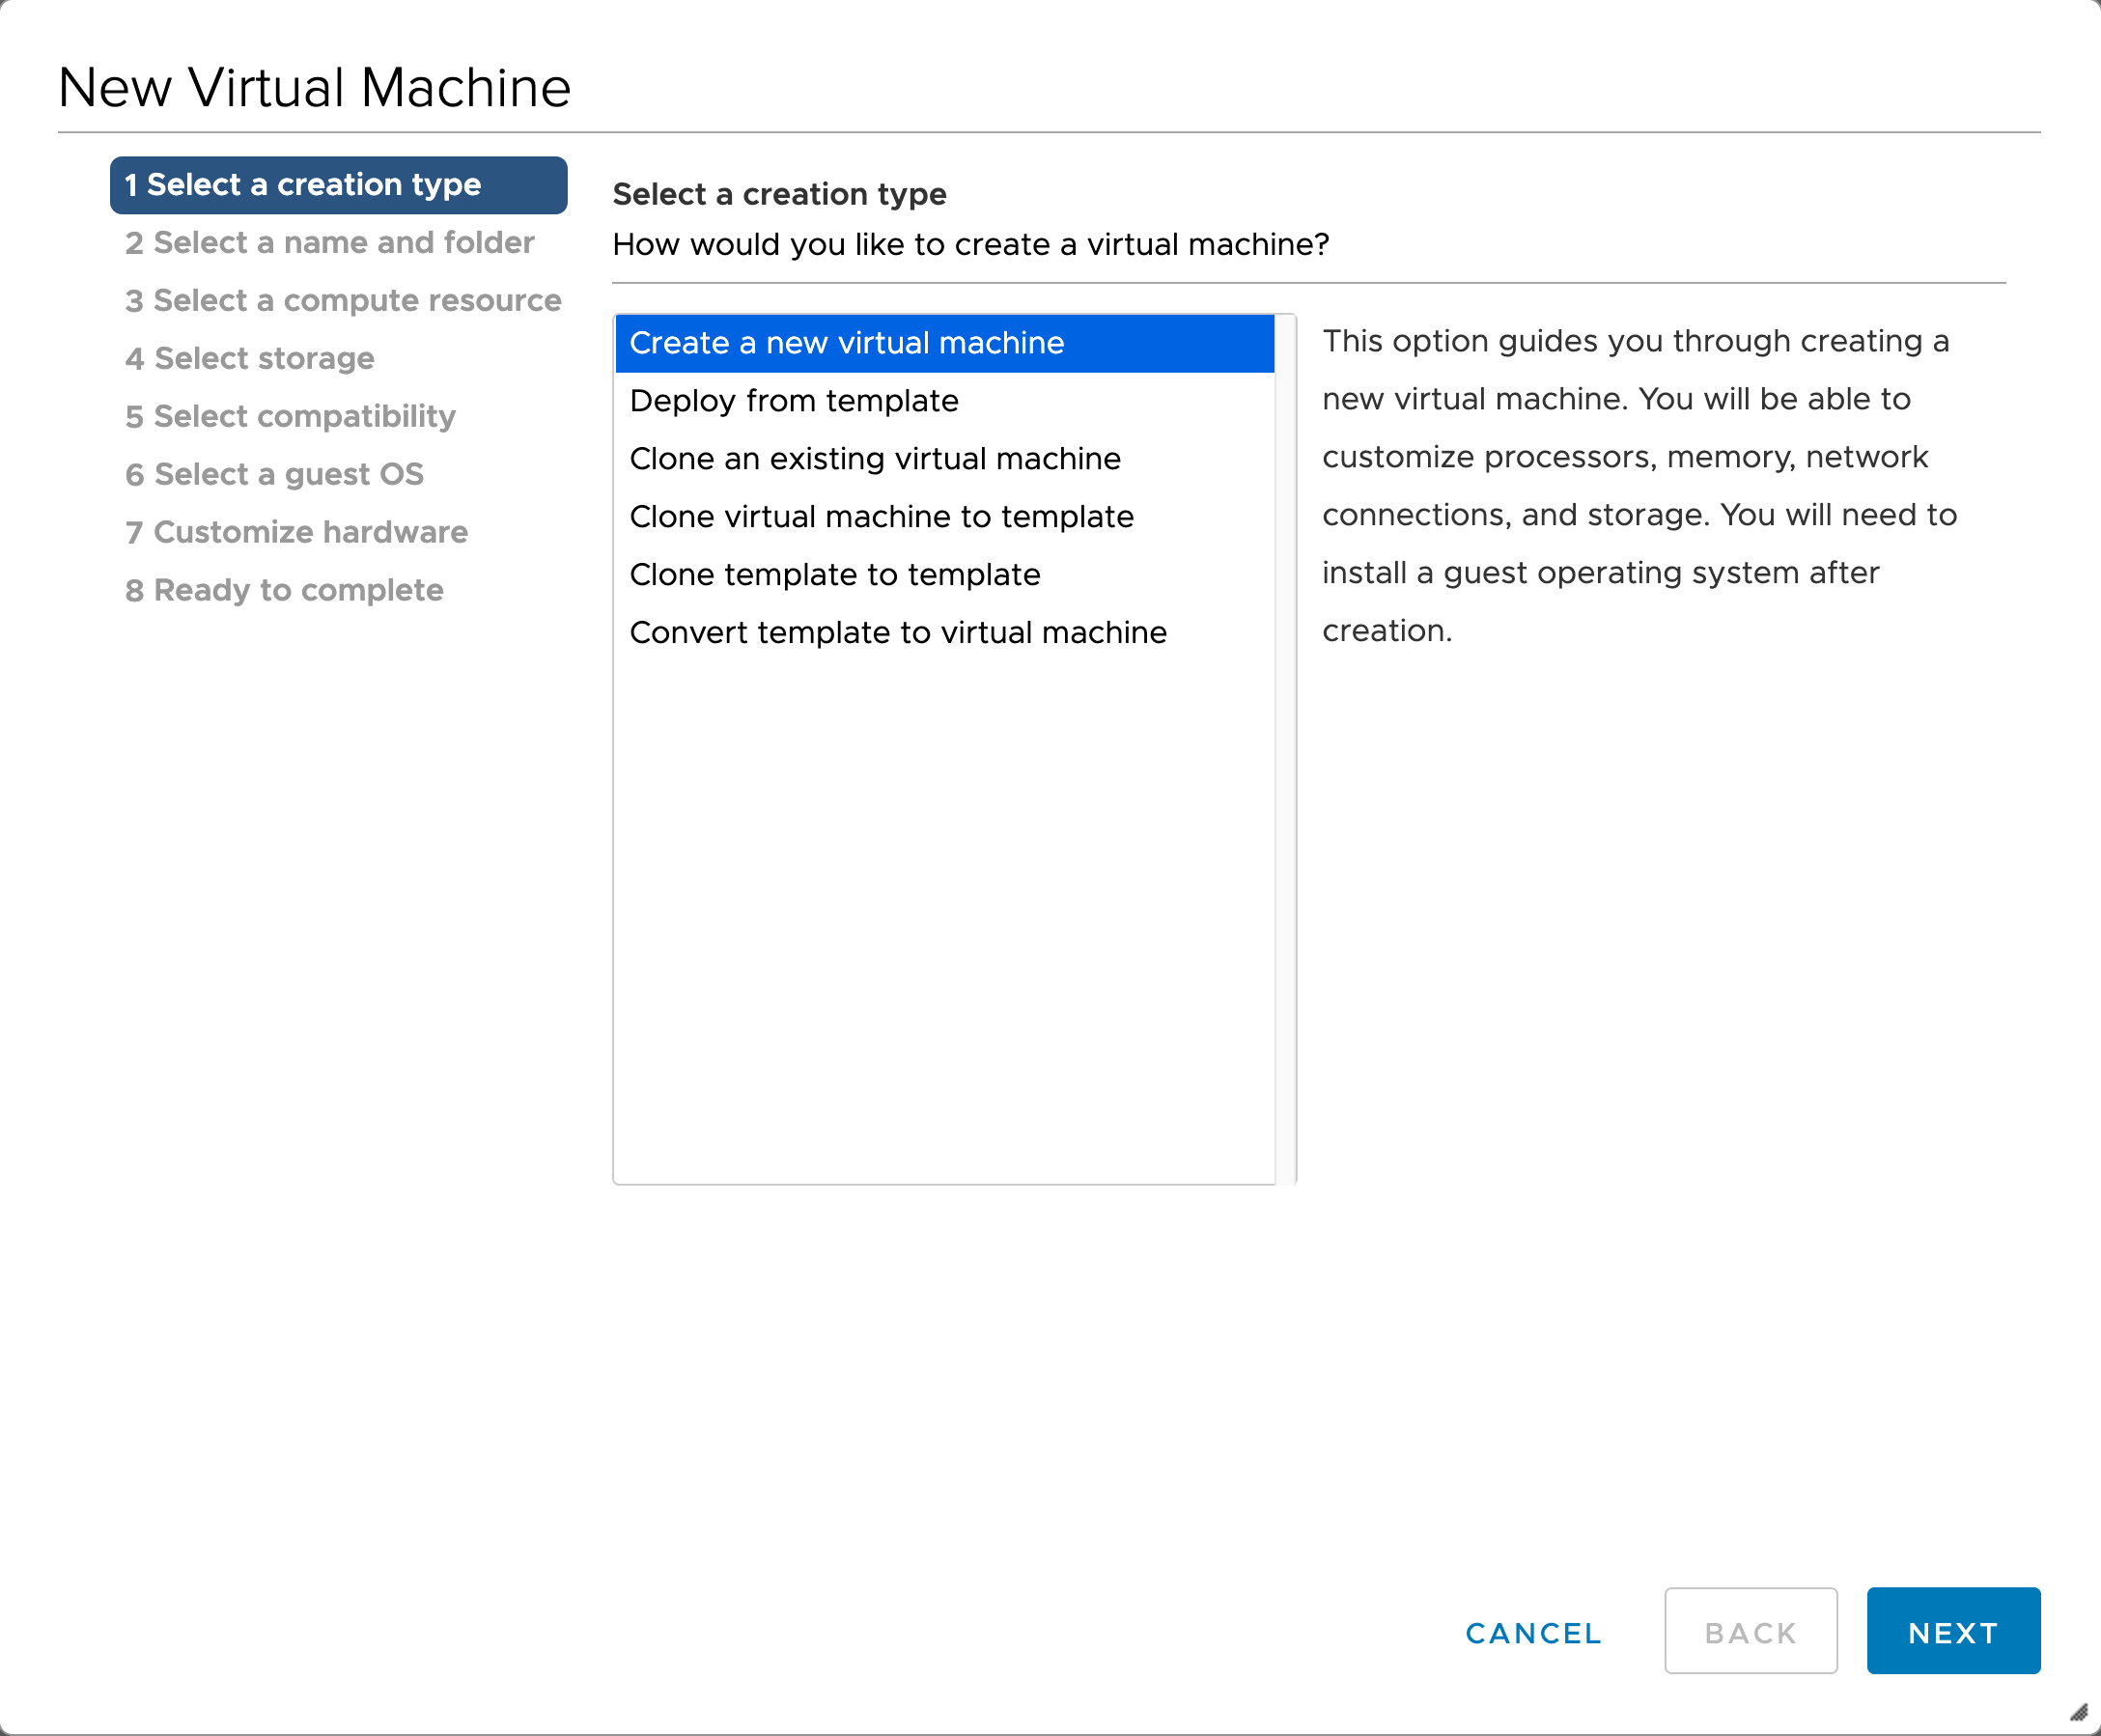 New Virtual Machine
1 Select a creation type
2 Select a name and folder
3 Select a compute resource
4 Select storage
5 Select compatibility
6 Select a guest OS
7 Customize hardware
8 Ready to complete
Select a creation type
How would you like to create a virtual machine?
Create a new virtual machine
Deploy from template
Clone an existing virtual machine
Clone virtual machine to template
Clone template to template
Convert template to virtual machine
This option guides you through creating a
new virtual machine. You will be able to
customize processors, memory, network
connections, and storage. You will need to
install a guest operating system after
creation.
CANCEL
BACK
NEXT